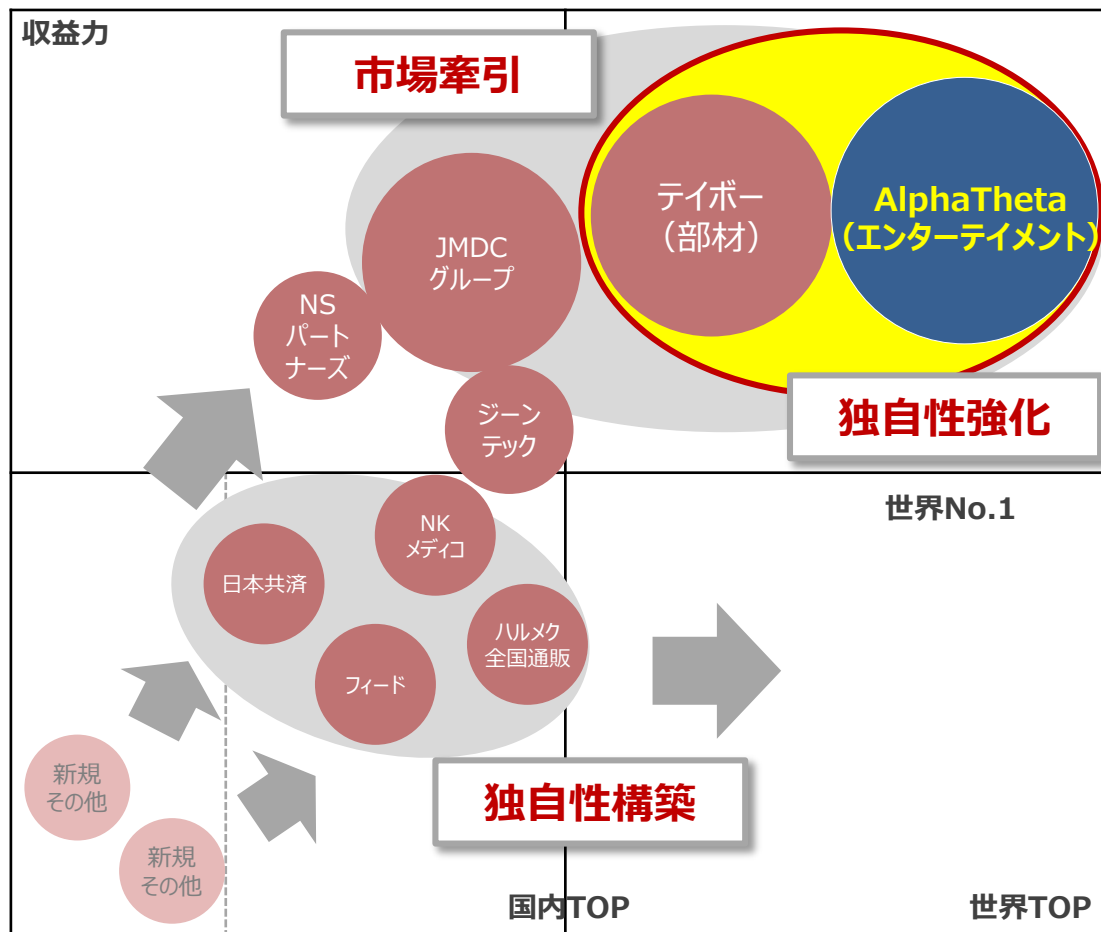 収益力
市場牽引
テイボー
（部材）
AlphaTheta
（エンターテイメント）
JMDC
グループ
NS
パート
ナーズ
ジーン
テック
独自性強化
世界No.1
NK
メディコ
日本共済
ハルメク
全国通販
フィード
新規
その他
独自性構築
新規
その他
国内TOP
世界TOP